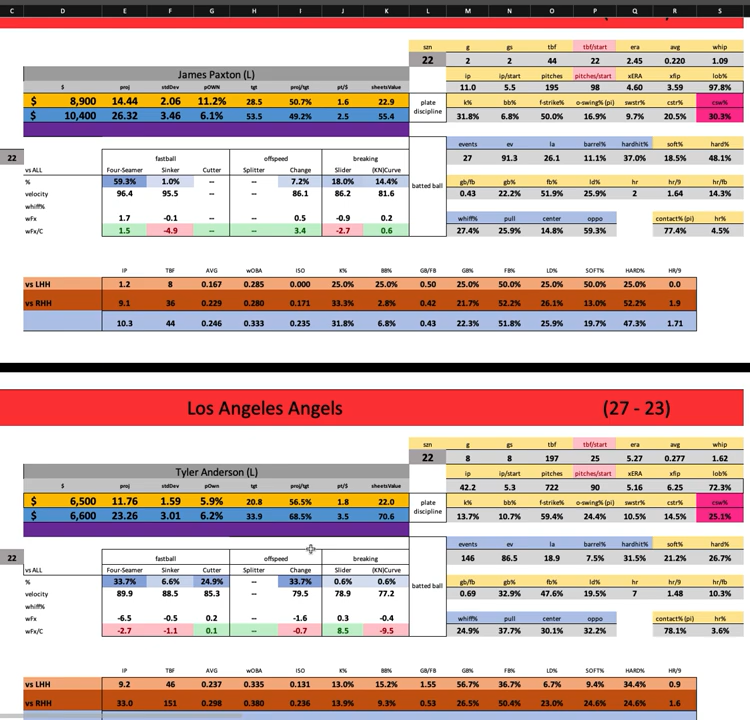 C D E F G H I J K L M N O P Q R S
szn g gs tbf tbf/start era avg whip
22 2 2 44 22 2.45 0.220 1.09
James Paxton (L)
ip ip/start pitches pitches/start xERA xfip lob%
11.0 5.5 195 98 4.60 3.59 97.8%
$ proj stdDev pOWN tgt proj/tgt pt/$ sheetsValue
$ 8,900 14.44 2.06 11.2% 28.5 50.7% 1.6 22.9
$ 10,400 26.32 3.46 6.1% 53.5 49.2% 2.5 55.4
plate discipline
k% bb% f-strike% o-swing% (pi) swstr% cstr% csw%
31.8% 6.8% 50.0% 16.9% 9.7% 20.5% 30.3%
events ev la barrel% hardhit% soft% hard%
27 91.3 26.1 11.1% 37.0% 18.5% 48.1%
22 fastball offspeed breaking
vs ALL Four-Seamer Sinker Cutter Splitter Change Slider (KN)Curve
% 59.3% 1.0% -- -- 7.2% 18.0% 14.4%
velocity 96.4 95.5 -- -- 86.1 86.2 81.6
whiff%
wFx 1.7 -0.1 0.5 -0.9 0.2
wFx/C 1.5 -4.9 -- -- 3.4 -2.7 0.6
batted ball
gb/fb gb% fb% ld% hr hr/9 hr/fb
0.43 22.2% 51.9% 25.9% 2 1.64 14.3%
whiff% pull center oppo contact% (pi) hr%
27.4% 25.9% 14.8% 59.3% 77.4% 4.5%
IP TBF AVG wOBA ISO K% BB% GB/FB GB% FB% LD% SOFT% HARD% HR/9
vs LHH 1.2 8 0.167 0.285 0.000 25.0% 25.0% 0.50 25.0% 50.0% 25.0% 50.0% 25.0% 0.0
vs RHH 9.1 36 0.229 0.280 0.171 33.3% 2.8% 0.42 21.7% 52.2% 26.1% 13.0% 52.2% 1.9
10.3 44 0.246 0.333 0.235 31.8% 6.8% 0.43 22.3% 51.8% 25.9% 19.7% 47.3% 1.71
Los Angeles Angels (27 - 23)
szn g gs tbf tbf/start era avg whip
22 8 8 197 25 5.27 0.277 1.62
Tyler Anderson (L)
ip ip/start pitches pitches/start xERA xfip lob%
42.2 5.3 722 90 5.16 6.25 72.3%
$ proj stdDev pOwn tgt proj/tgt pt/$ sheetsValue
$ 6,500 11.76 1.59 5.9% 20.8 56.5% 1.8 22.0
$ 6,600 23.26 3.01 6.2% 33.9 68.5% 3.5 70.6
plate discipline
k% bb% f-strike% o-swing% (pi) swstr% cstr% csw%
13.7% 10.7% 59.4% 24.4% 10.5% 14.5% 25.1%
events ev la barrel% hardhit% soft% hard%
146 86.5 18.9 7.5% 31.5% 21.2% 26.7%
22 fastball offspeed breaking
vs ALL Four-Seamer Sinker Cutter Splitter Change Slider (KN)Curve
% 33.7% 6.6% 24.9% -- 33.7% 0.6% 0.6%
velocity 89.9 88.5 85.3 -- 79.5 78.9 77.2
whiff%
wFx -6.5 -0.5 0.2 -1.6 0.3 -0.4
wFx/C -2.7 -1.1 0.1 -- -0.7 8.5 -9.5
batted ball
gb/fb gb% fb% ld% hr hr/9 hr/fb
0.69 32.9% 47.6% 19.5% 7 1.48 10.3%
whiff% pull center oppo contact% (pi) hr%
24.9% 37.7% 30.1% 32.2% 78.1% 3.6%
IP TBF AVG wOBA ISO K% BB% GB/FB GB% FB% LD% SOFT% HARD% HR/9
vs LHH 9.2 46 0.237 0.335 0.131 13.0% 15.2% 1.55 56.7% 36.7% 6.7% 9.4% 34.4% 0.9
vs RHH 33.0 151 0.298 0.380 0.236 13.9% 9.3% 0.53 26.5% 50.4% 23.0% 24.6% 24.6% 1.6